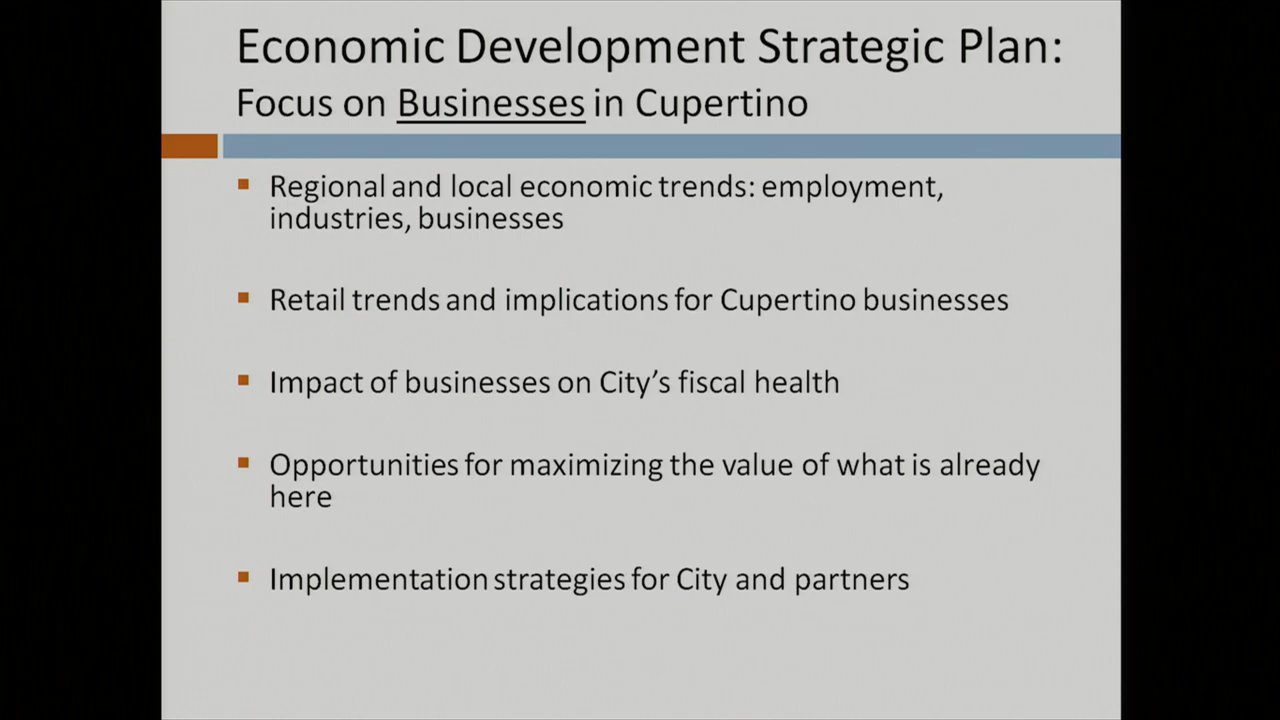 Economic Development Strategic Plan:
Focus on Businesses in Cupertino
Regional and local economic trends: employment,
industries, businesses
Retail trends and implications for Cupertino businesses
Impact of businesses on City’s fiscal health
Opportunities for maximizing the value of what is already
here
Implementation strategies for City and partners